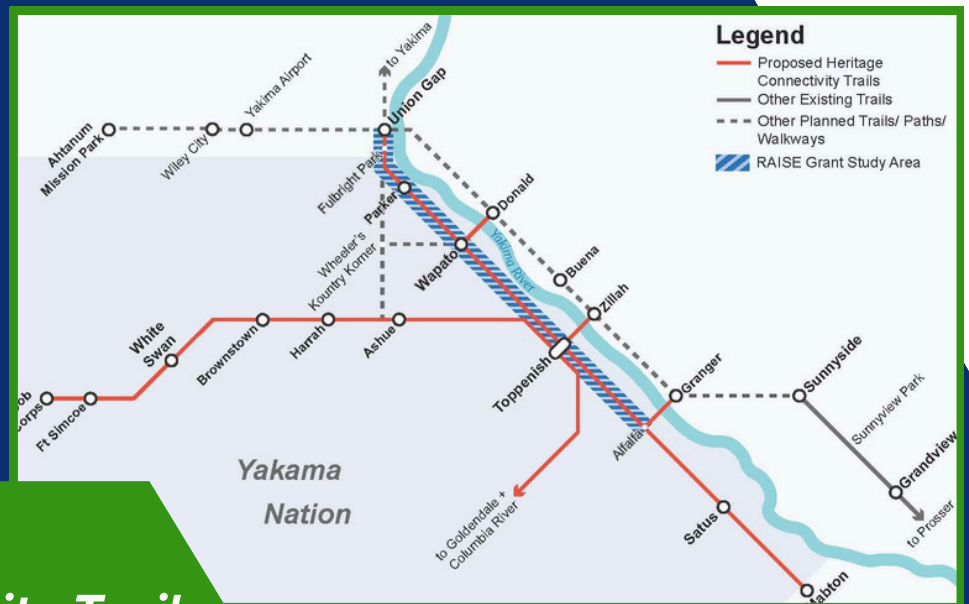 Legend
Proposed Heritage
Connectivity Trails
Other Existing Trails
Other Planned Trails/ Paths/
Walkways
RAISE Grant Study Area
to Yakima
Union Gap
Yakima Airport
Wiley City
Ahtanum
Mission Park
Fulbright Park
Parker
Donald
Wheeler's
Kountry Korner
Wapato
Yakima River
Buena
Zillah
White
Swan
Brownstown
Harrah
Ashue
Toppenish
Granger
Sunnyside
Sunnyview Park
Grandview
to Prosser
Ft Simcoe
Alfalfa
Yakama
Nation
to Goldendale +
Columbia River
Satus